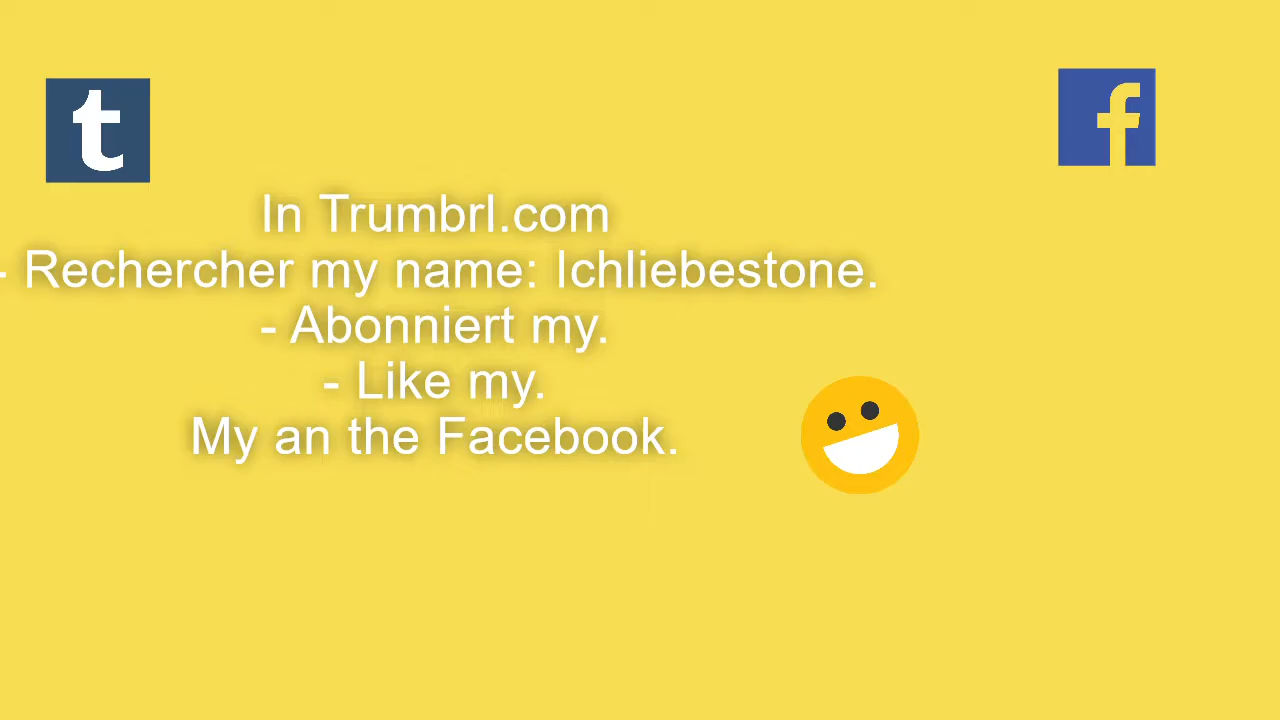 In Trumbrl.com
- Rechercher my name: Ichliebestone.
- Abonniert my.
- Like my.
My an the Facebook.